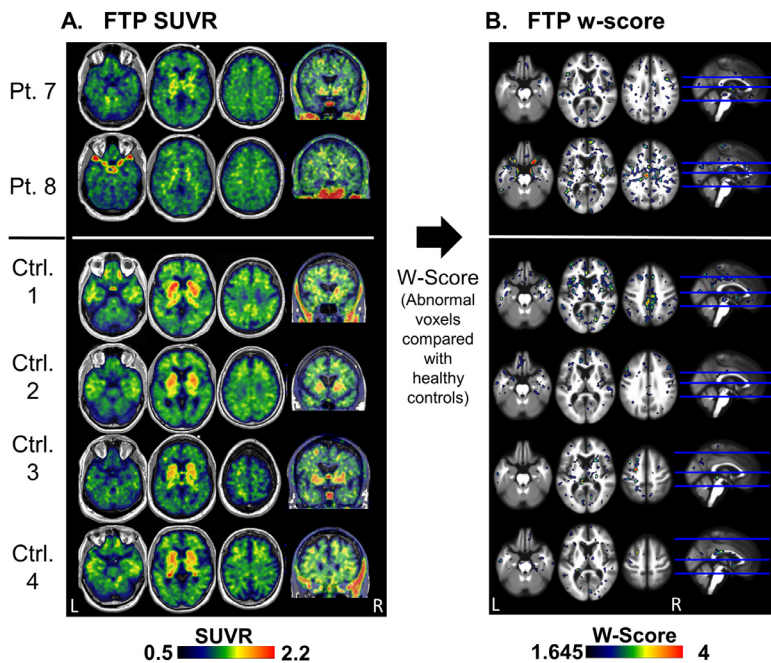 A. FTP SUVR
B. FTP w-score
Pt. 7
Pt. 8
Ctrl.
1
Ctrl.
2
Ctrl.
3
Ctrl.
4
W-Score
(Abnormal
voxels
compared
with
healthy
controls)
L
R
L
R
SUVR
0.5
2.2
W-Score
1.645
4